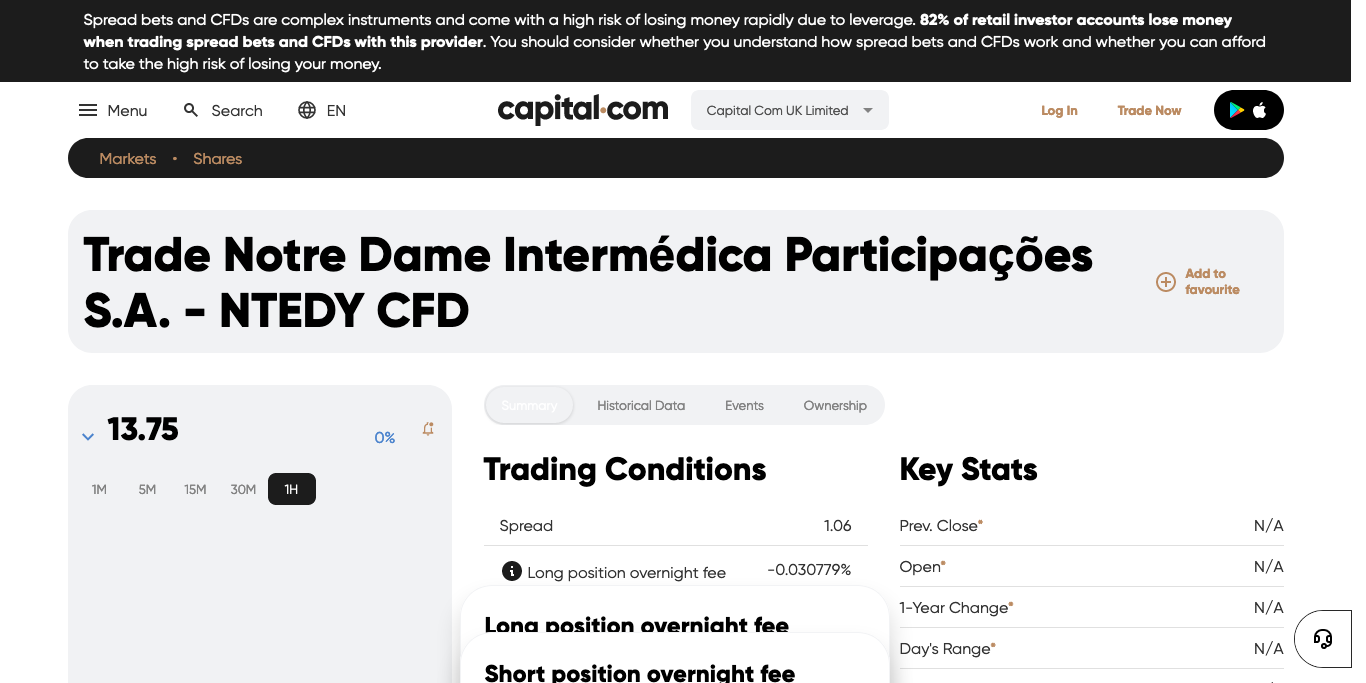 Spread bets and CFDs are complex instruments and come with a high risk of losing money rapidly due to leverage. 82% of retail investor accounts lose money
when trading spread bets and CFDs with this provider. You should consider whether you understand how spread bets and CFDs work and whether you can afford
to take the high risk of losing your money.
Menu Search EN capital.com Capital Com UK Limited Log In Trade Now
Markets • Shares
Trade Notre Dame Intermédica Participações
S.A. - NTEDY CFD
Add to
favourite
13.75
0%
1M 5M 15M 30M 1H
Summary Historical Data Events Ownership
Trading Conditions
Spread 1.06
Long position overnight fee -0.030779%
Long position overnight fee
Short position overnight fee
Key Stats
Prev. Close* N/A
Open* N/A
1-Year Change* N/A
Day's Range* N/A